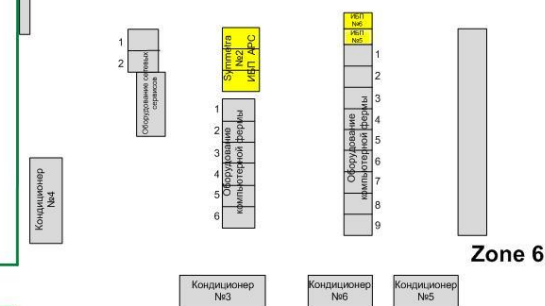 ИБП
№6
ИБП
№5
1
2
Оборудование сетевых
сервисов
Symmetra
№2
ИБП APC
1
2
3
4
5
6
Оборудование
компьютерной фермы
1
2
3
4
5
6
7
8
9
Оборудование
компьютерной фермы
Кондиционер
№4
Zone 6
Кондиционер
№3
Кондиционер
№6
Кондиционер
№5